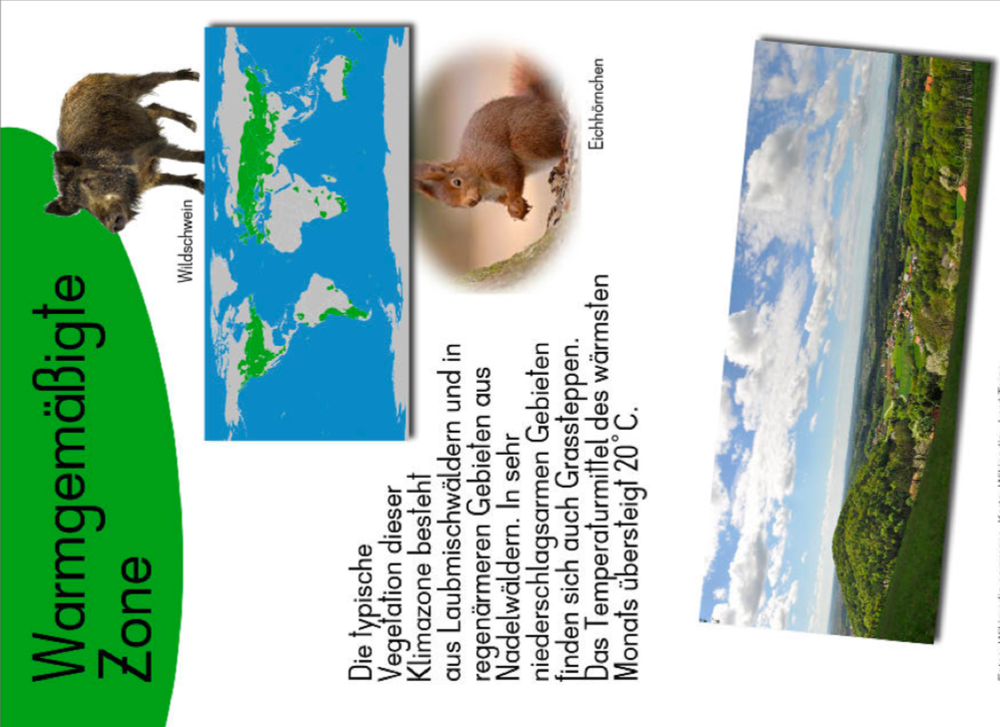 Warmgemäßigte
Zone
Wildschwein
Eichhörnchen
Die typische
Vegetation dieser
Klimazone besteht
aus Laubmischwäldern und in
regenärmeren Gebieten aus
Nadelwäldern. In sehr
niederschlagsarmen Gebieten
finden sich auch Grassteppen.
Das Temperaturmittel des wärmsten
Monats übersteigt 20°C.